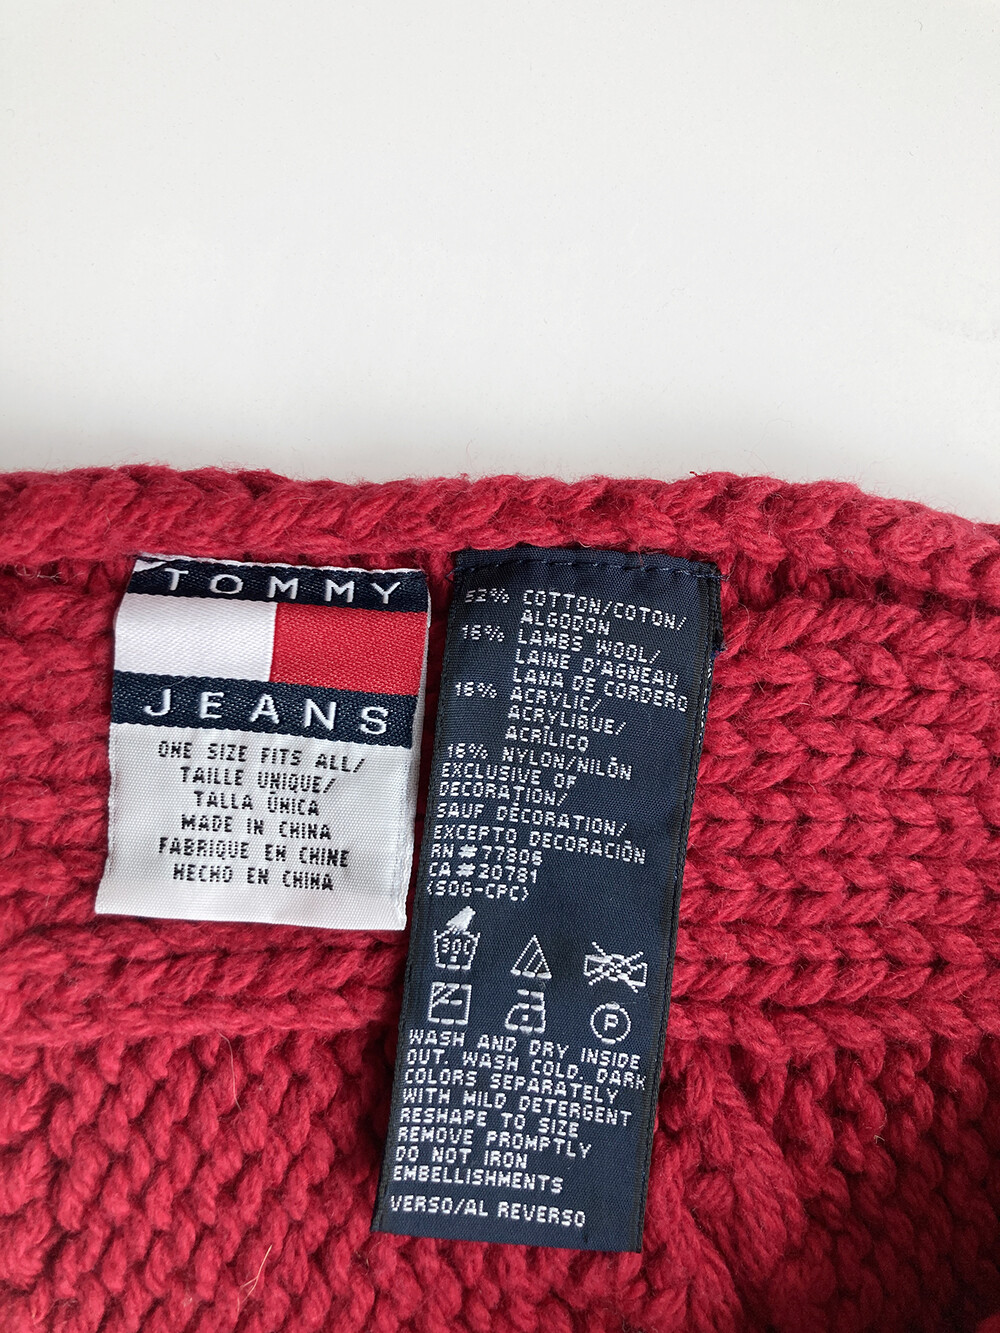 TOMMY
JEANS
ONE SIZE FITS ALL/
TAILLE UNIQUE/
TALLA ÚNICA
MADE IN CHINA
FABRIQUE EN CHINE
HECHO EN CHINA
52% COTTON/COTON/
ALGODON
16% LAMBS WOOL/
LAINE D'AGNEAU
LANA DE CORDERO
16% ACRYLIC/
ACRYLIQUE/
ACRÍLICO
16% NYLON/NILÓN
EXCLUSIVE OF
DECORATION/
SAUF DÉCORATION/
EXCEPTO DECORACIÓN
RN # 77806
CA # 20781
(SOG-CPC)
30C
P
WASH AND DRY INSIDE
OUT. WASH COLD. DARK
COLORS SEPARATELY
WITH MILD DETERGENT
RESHAPE TO SIZE
REMOVE PROMPTLY
DO NOT IRON
EMBELLISHMENTS
VERSO/AL REVERSO